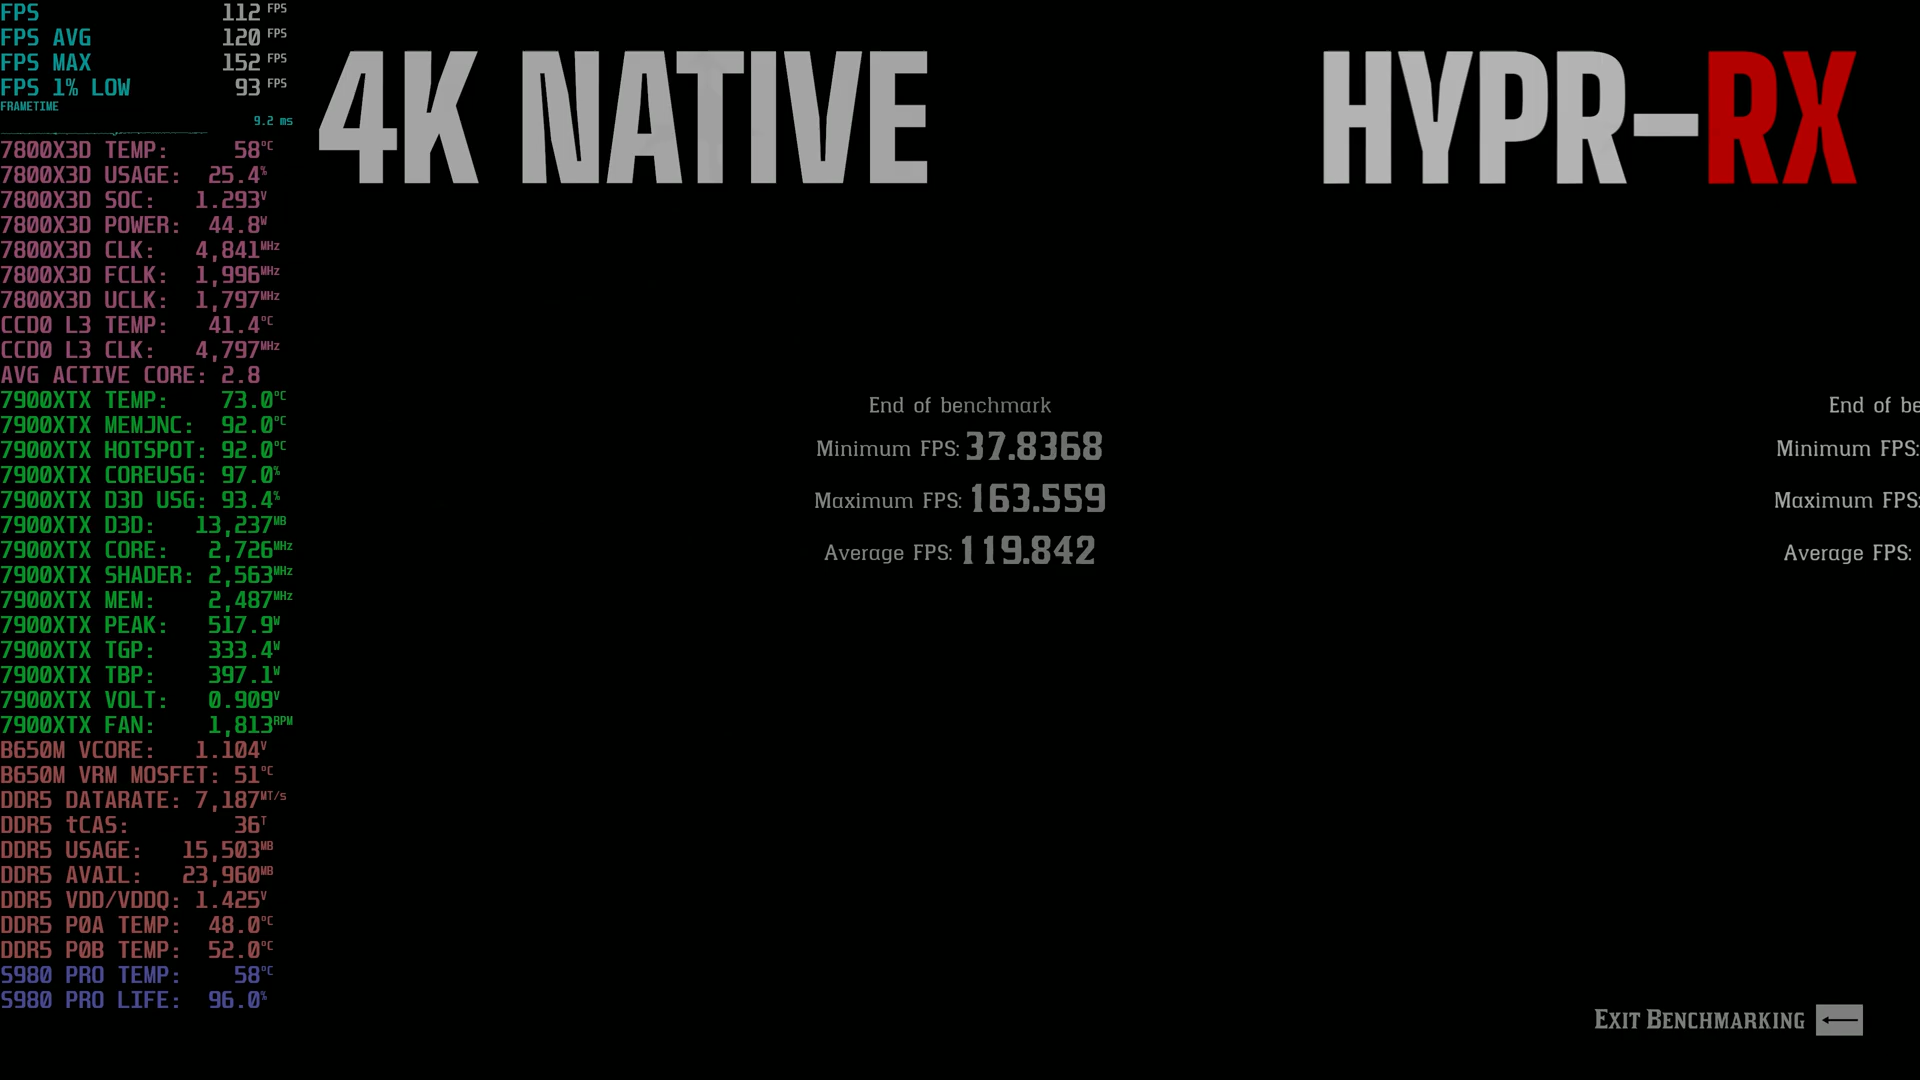 FPS 112 FPS
FPS AVG 120 FPS
FPS MAX 152 FPS
FPS 1% LOW 93 FPS
FRAMETIME
9.2 ms
7800X3D TEMP: 58°C
7800X3D USAGE: 25.4%
7800X3D SOC: 1.293V
7800X3D POWER: 44.8W
7800X3D CLK: 4,841MHz
7800X3D FCLK: 1,996MHz
7800X3D UCLK: 1,797MHz
CCD0 L3 TEMP: 41.4°C
CCD0 L3 CLK: 4,797MHz
AVG ACTIVE CORE: 2.8
7900XTX TEMP: 73.0°C
7900XTX MEMJNC: 92.0°C
7900XTX HOTSPOT: 92.0°C
7900XTX COREUSG: 97.0%
7900XTX D3D USG: 93.4%
7900XTX D3D: 13,237MB
7900XTX CORE: 2,726MHz
7900XTX SHADER: 2,563MHz
7900XTX MEM: 2,487MHz
7900XTX PEAK: 517.9W
7900XTX TGP: 333.4W
7900XTX TBP: 397.1W
7900XTX VOLT: 0.909V
7900XTX FAN: 1,813RPM
B650M VCORE: 1.104V
B650M VRM MOSFET: 51°C
DDR5 DATARATE: 7,187MT/s
DDR5 tCAS: 36T
DDR5 USAGE: 15,503MB
DDR5 AVAIL: 23,960MB
DDR5 VDD/VDDQ: 1.425V
DDR5 P0A TEMP: 48.0°C
DDR5 P0B TEMP: 52.0°C
S980 PRO TEMP: 58°C
S980 PRO LIFE: 96.0%
4K NATIVE
HYPR-RX
End of benchmark
Minimum FPS: 37.8368
Maximum FPS: 163.559
Average FPS: 119.842
End of be
Minimum FPS:
Maximum FPS:
Average FPS:
EXIT BENCHMARKING